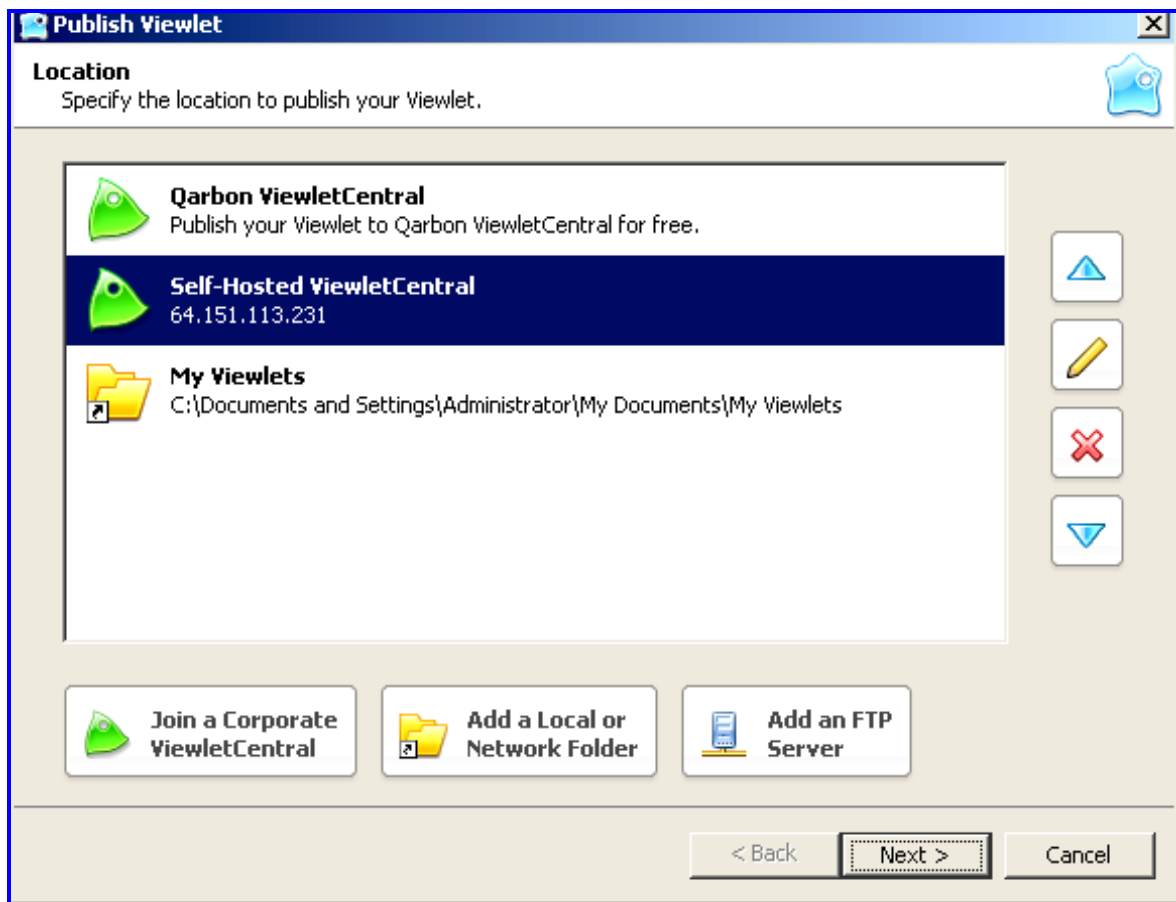 Publish Viewlet
Location
Specify the location to publish your Viewlet.
Qarbon ViewletCentral
Publish your Viewlet to Qarbon ViewletCentral for free.
Self-Hosted ViewletCentral
64.151.113.231
My Viewlets
C:\Documents and Settings\Administrator\My Documents\My Viewlets
Join a Corporate
ViewletCentral
Add a Local or
Network Folder
Add an FTP
Server
< Back
Next >
Cancel